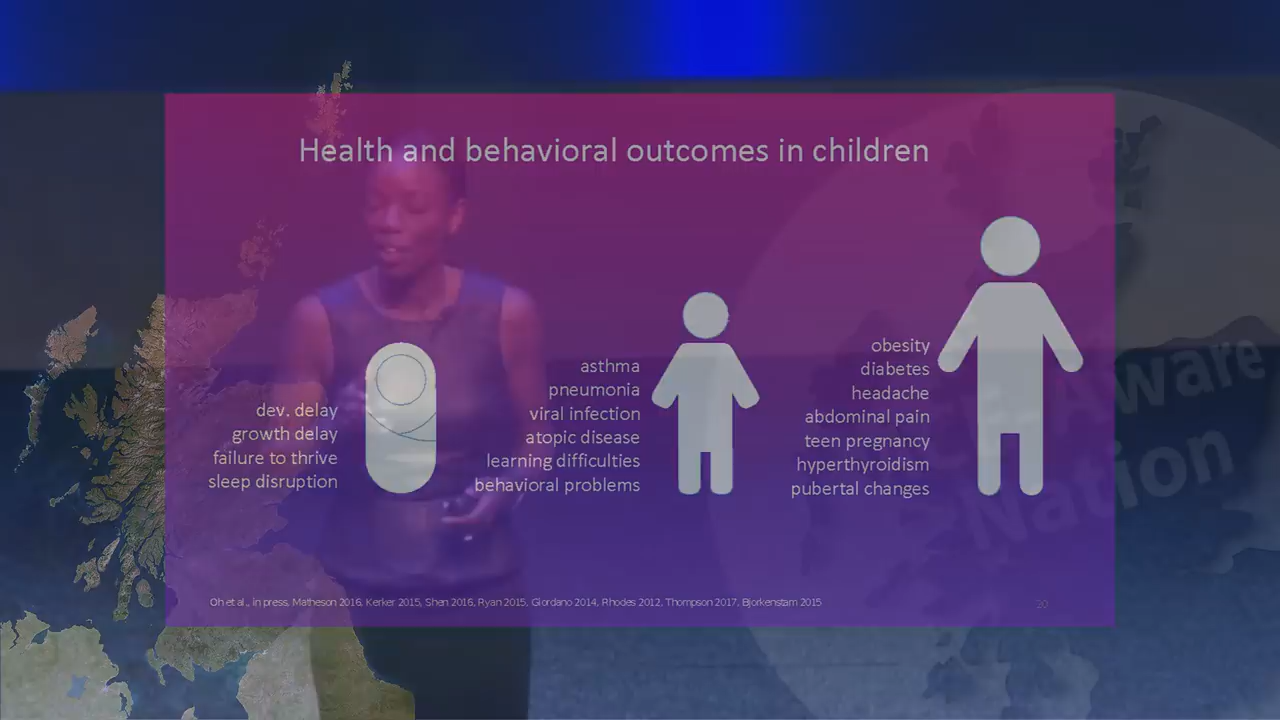 Health and behavioral outcomes in children
dev. delay
growth delay
failure to thrive
sleep disruption
asthma
pneumonia
viral infection
atopic disease
learning difficulties
behavioral problems
obesity
diabetes
headache
abdominal pain
teen pregnancy
hyperthyroidism
pubertal changes
Aware
Nation
Oh et al., in press, Matheson 2016, Kerker 2015, Shen 2016, Ryan 2015, Giordano 2014, Rhodes 2012, Thompson 2017, Bjorkenstam 2015
20